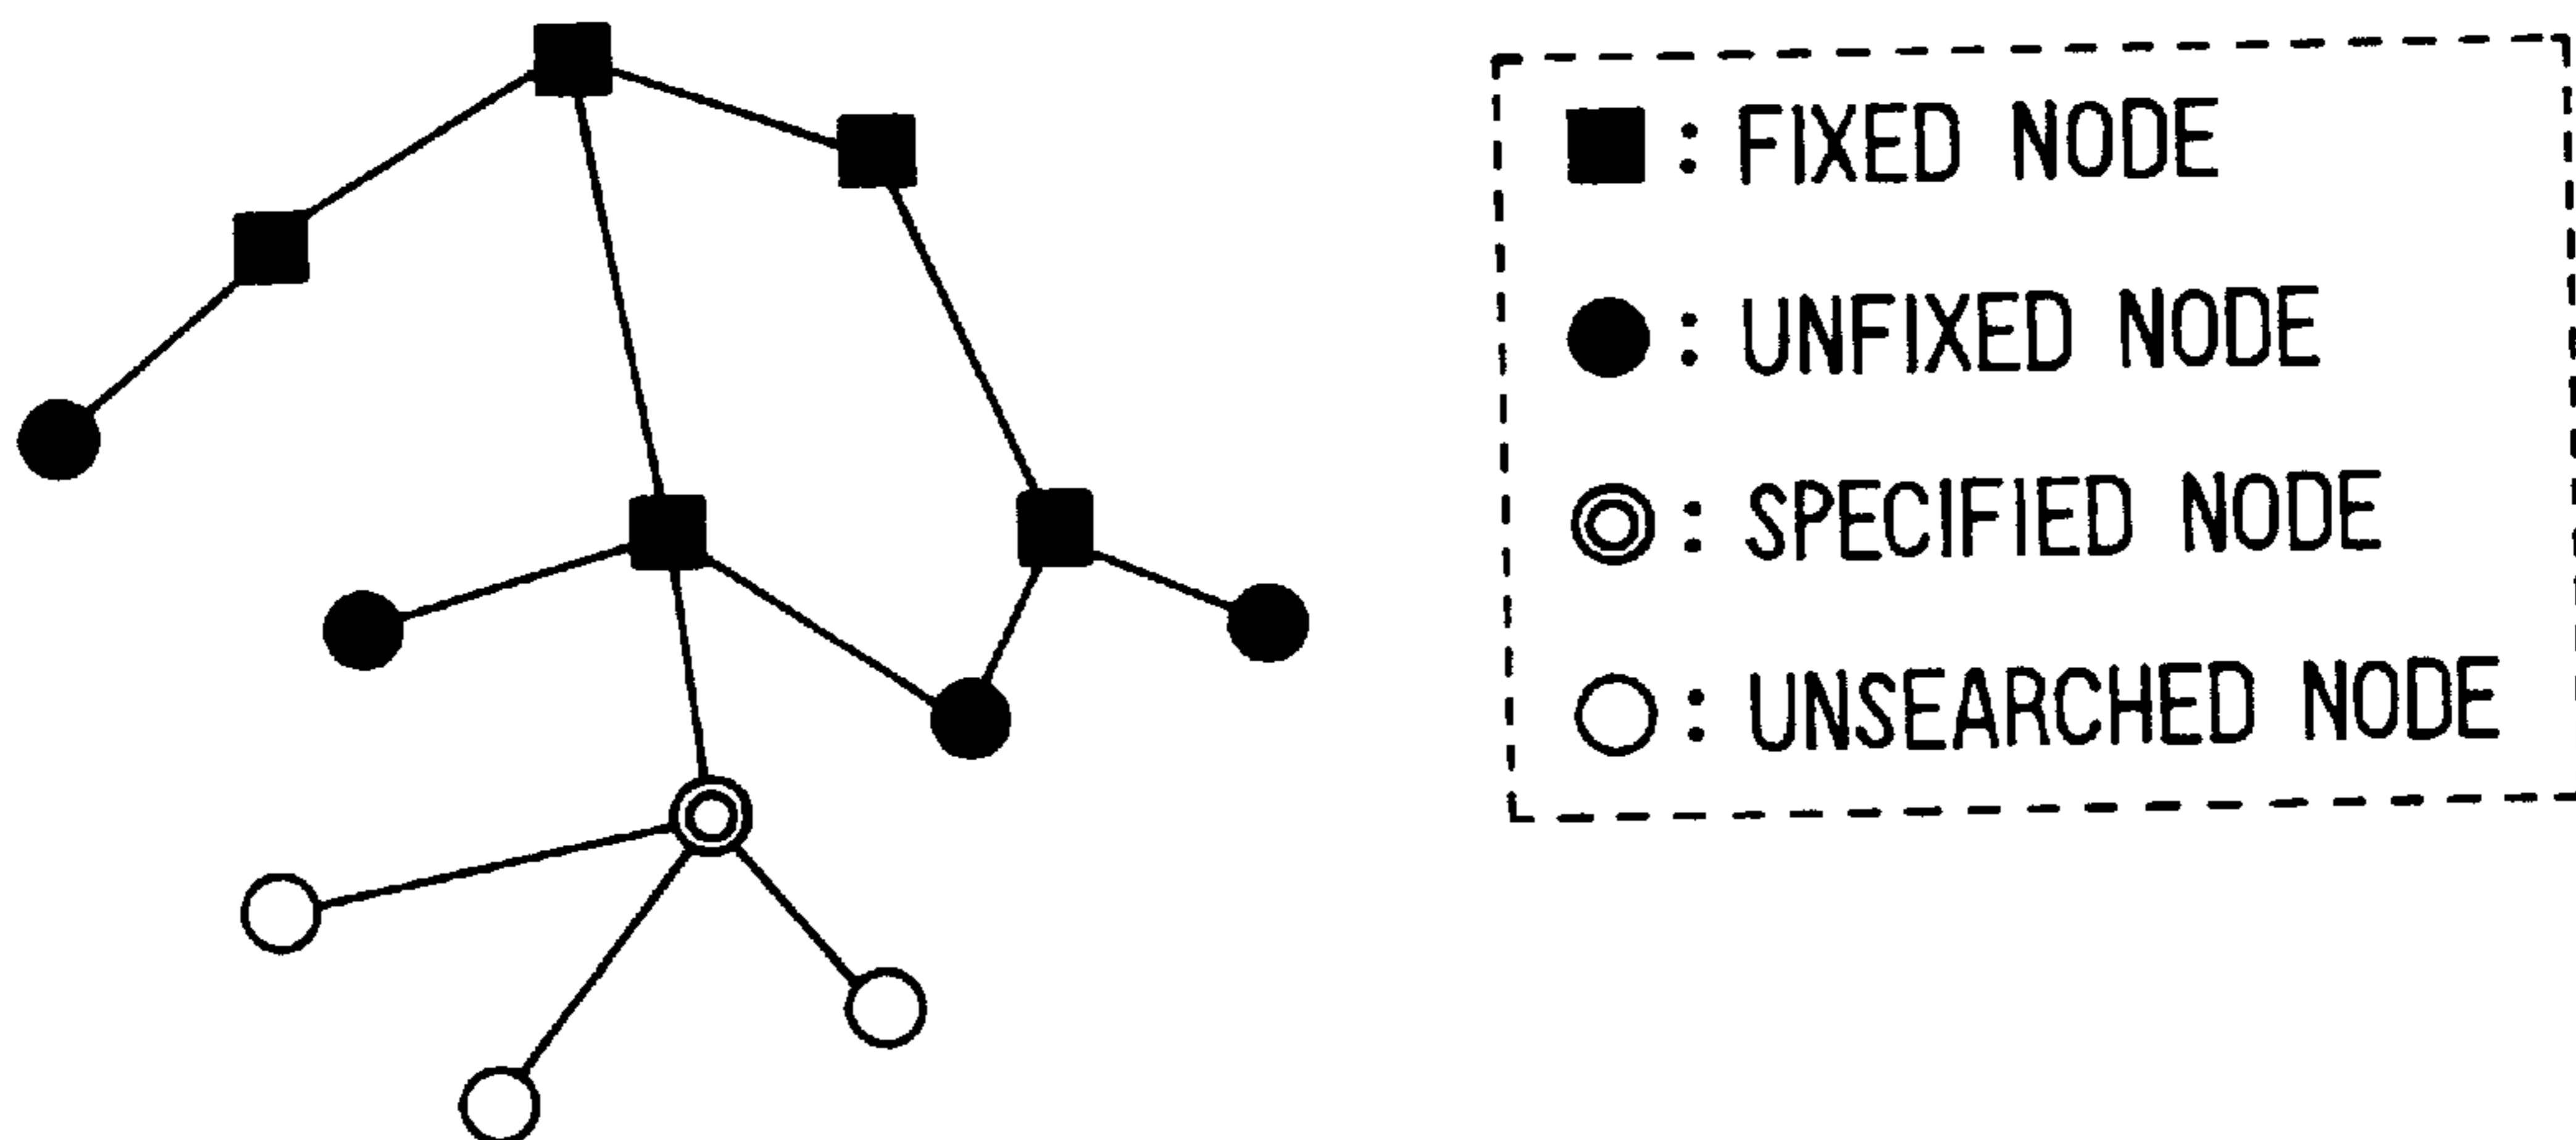 : FIXED NODE
: UNFIXED NODE
: SPECIFIED NODE
: UNSEARCHED NODE